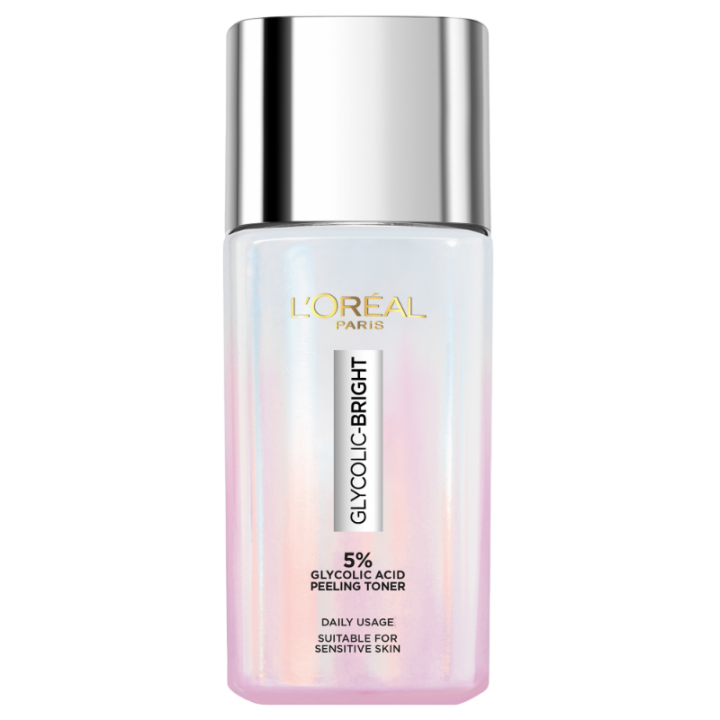 L'ORÉAL
PARIS
GLYCOLIC-BRIGHT
5%
GLYCOLIC ACID
PEELING TONER
DAILY USAGE
SUITABLE FOR
SENSITIVE SKIN